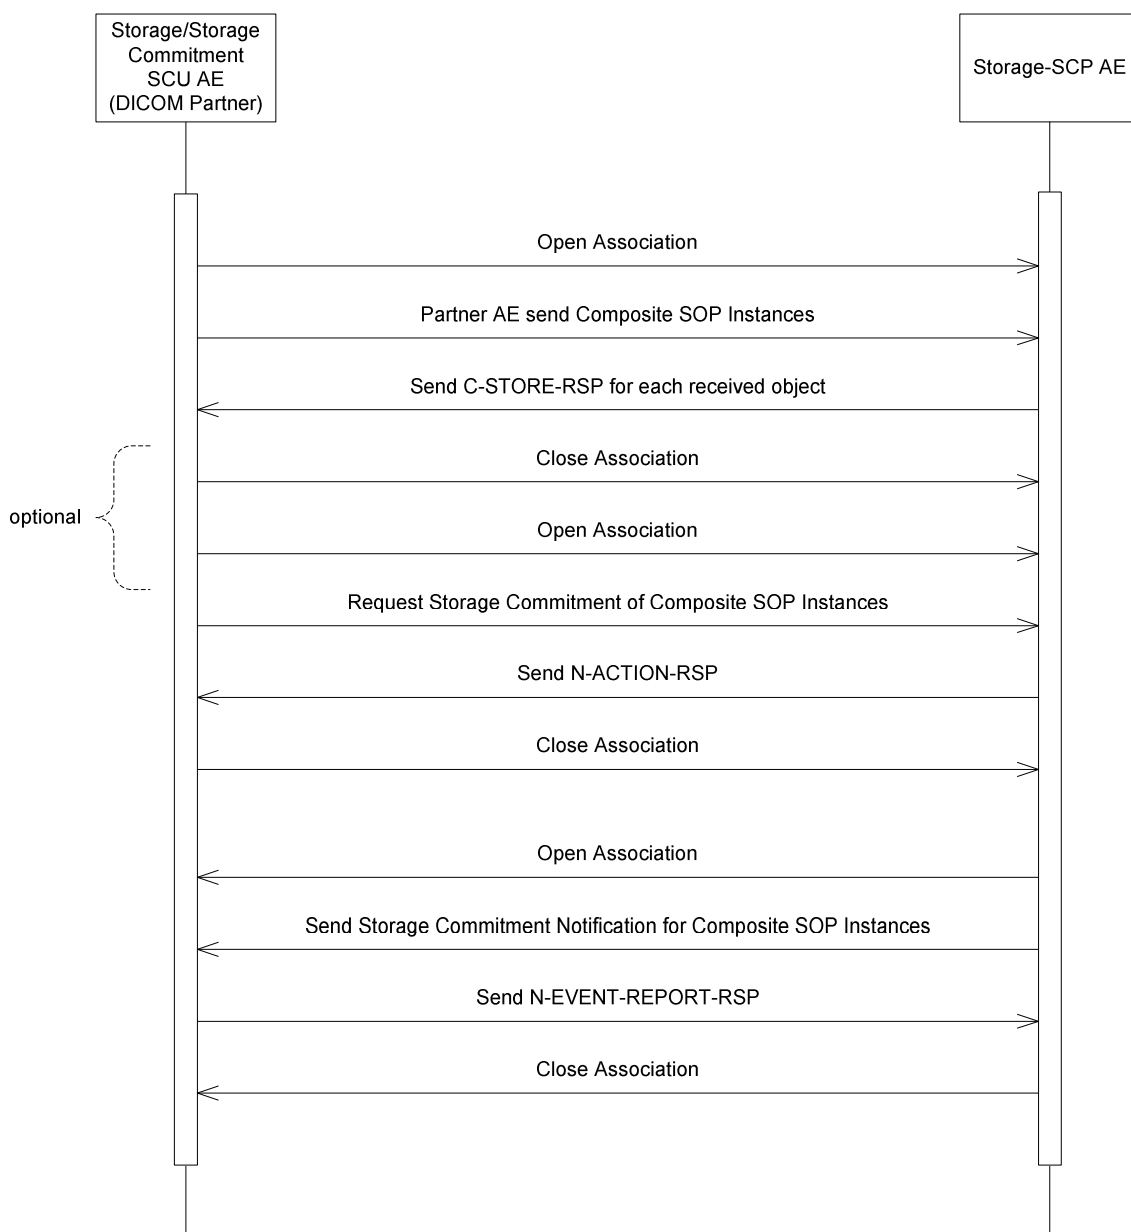 Storage/Storage
Commitment
SCU AE
(DICOM Partner)
Storage-SCP AE
Open Association
Partner AE send Composite SOP Instances
Send C-STORE-RSP for each received object
Close Association
optional
Open Association
Request Storage Commitment of Composite SOP Instances
Send N-ACTION-RSP
Close Association
Open Association
Send Storage Commitment Notification for Composite SOP Instances
Send N-EVENT-REPORT-RSP
Close Association